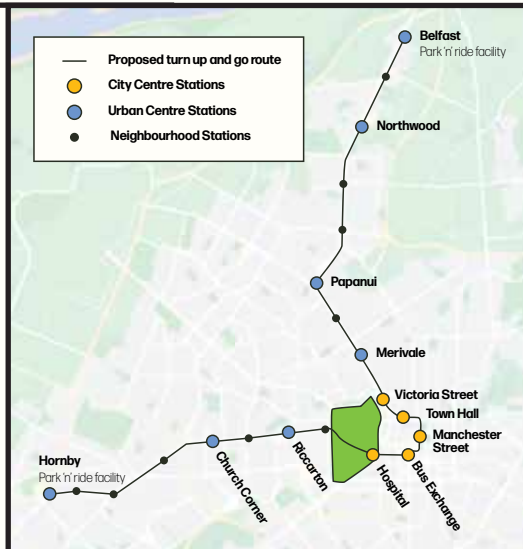 Proposed turn up and go route
City Centre Stations
Urban Centre Stations
Neighbourhood Stations
Belfast
Park 'n' ride facility
Northwood
Papanui
Merivale
Victoria Street
Town Hall
Manchester
Street
Bus Exchange
Hospital
Riccarton
Church Corner
Hornby
Park 'n' ride facility